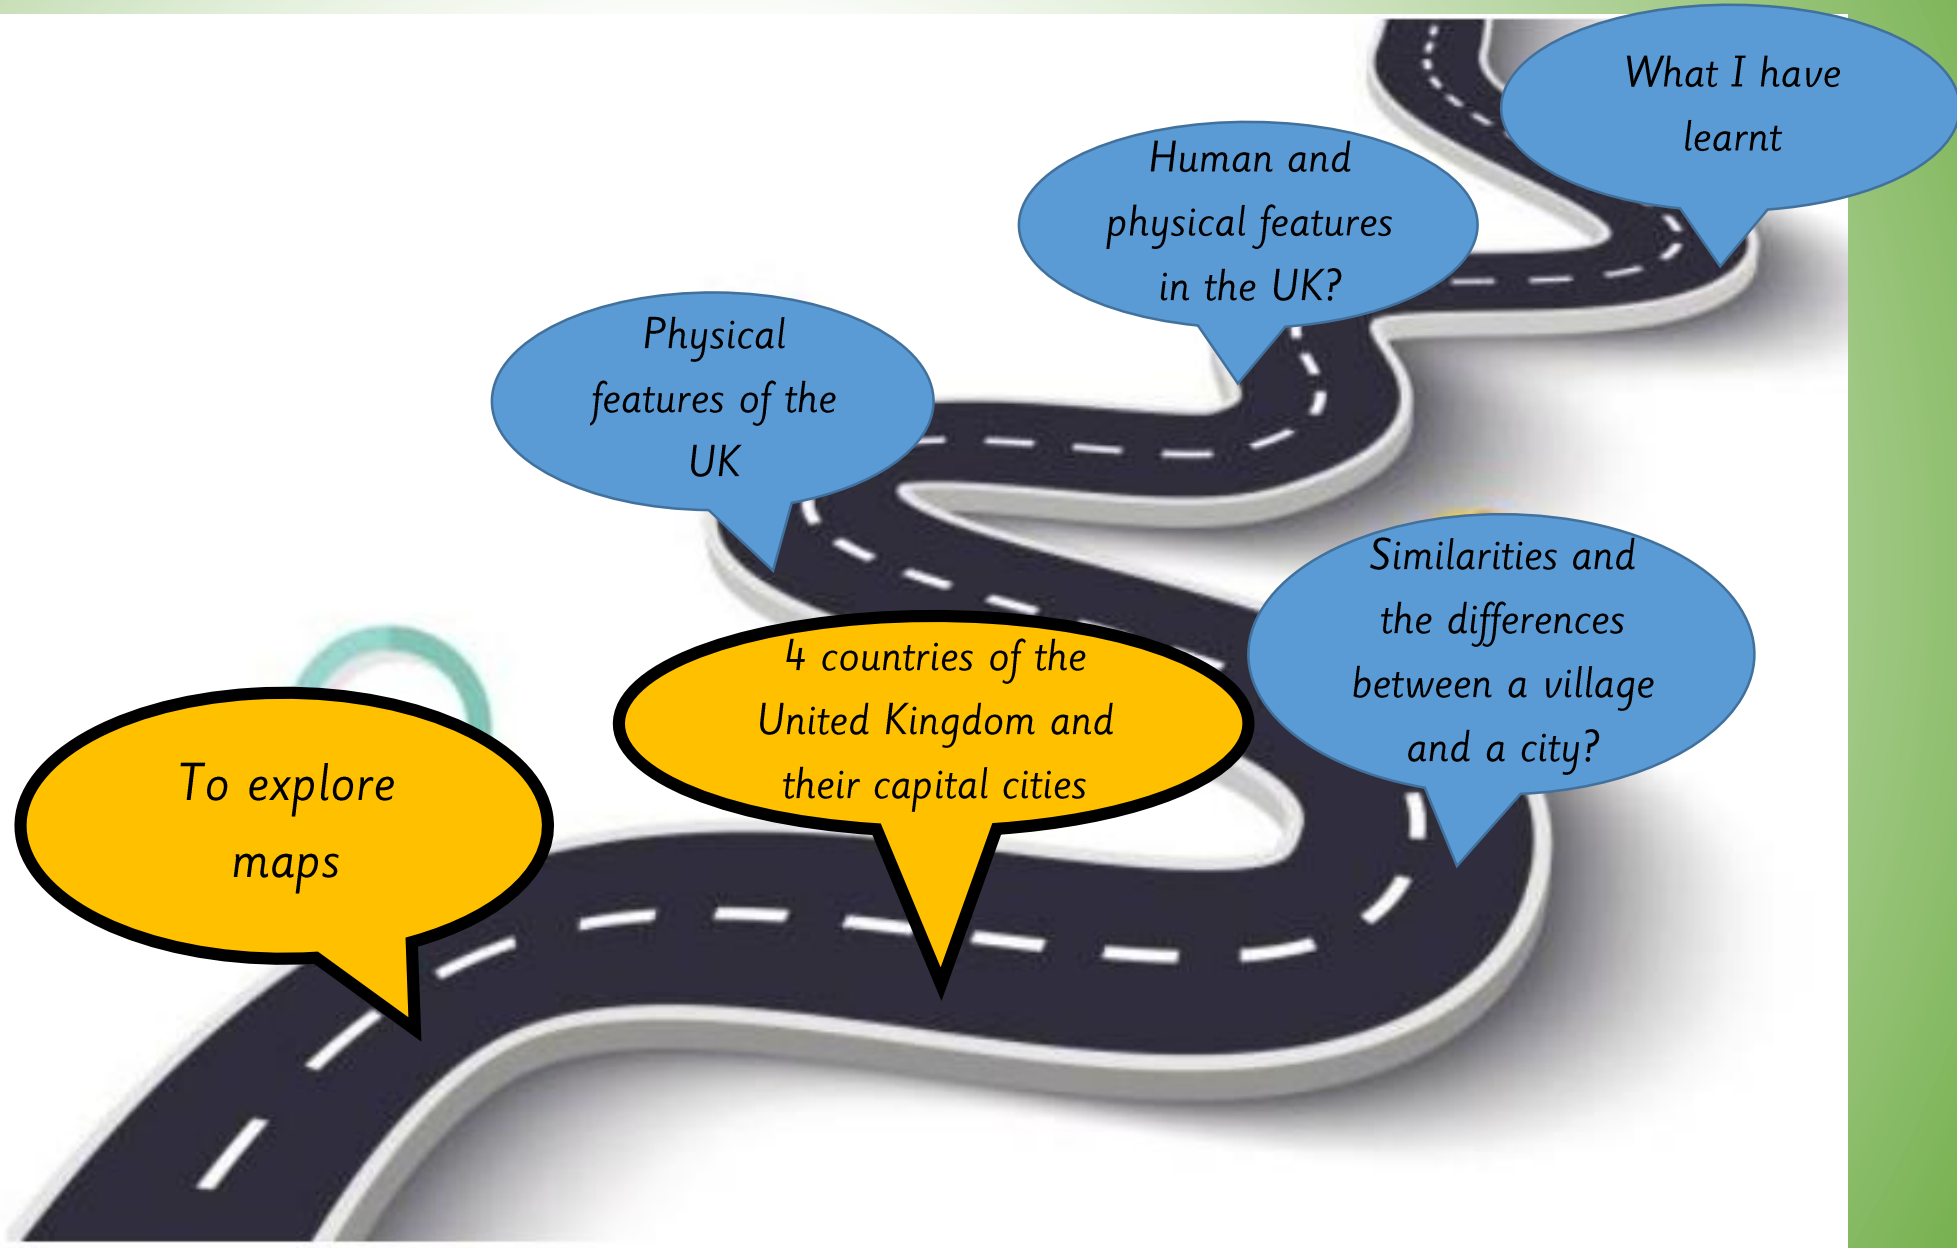 What I have
learnt
Human and
physical features
in the UK?
Physical
features of the
UK
Similarities and
the differences
between a village
and a city?
4 countries of the
United Kingdom and
their capital cities
To explore
maps